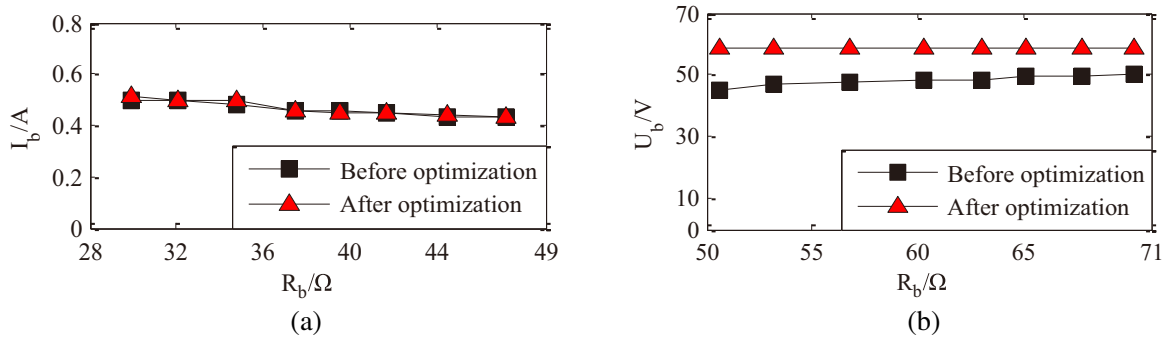 0.8
0.6
0.4
0.2
0
I_b/A
Before optimization
After optimization
28
32
36
40
44
49
R_b/Ω
(a)
70
50
30
10
0
U_b/V
Before optimization
After optimization
50
55
60
65
71
R_b/Ω
(b)